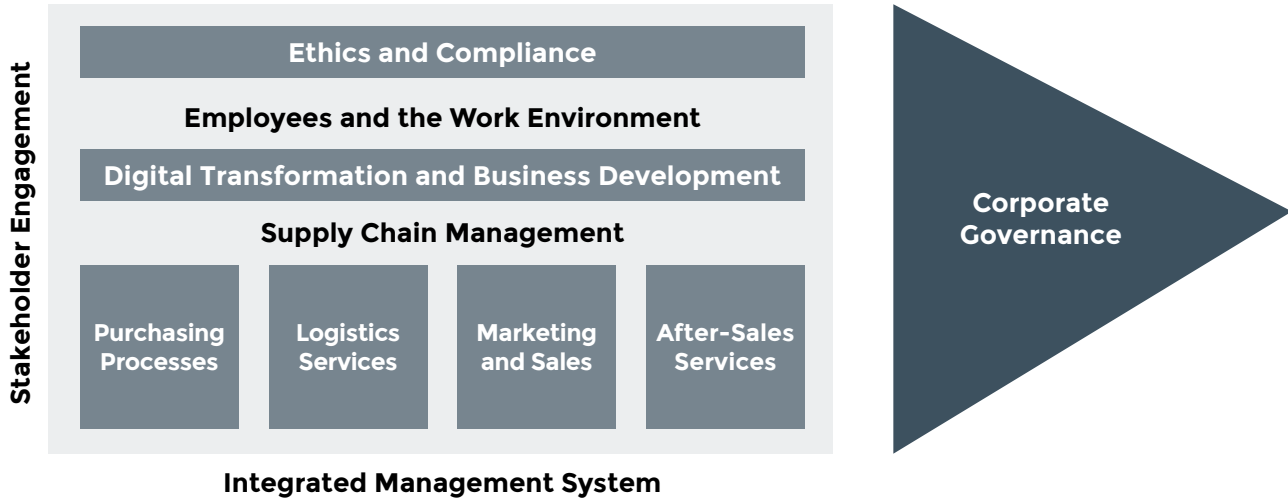 Stakeholder Engagement
Ethics and Compliance
Employees and the Work Environment
Digital Transformation and Business Development
Supply Chain Management
Purchasing
Processes
Logistics
Services
Marketing
and Sales
After-Sales
Services
Integrated Management System
Corporate
Governance